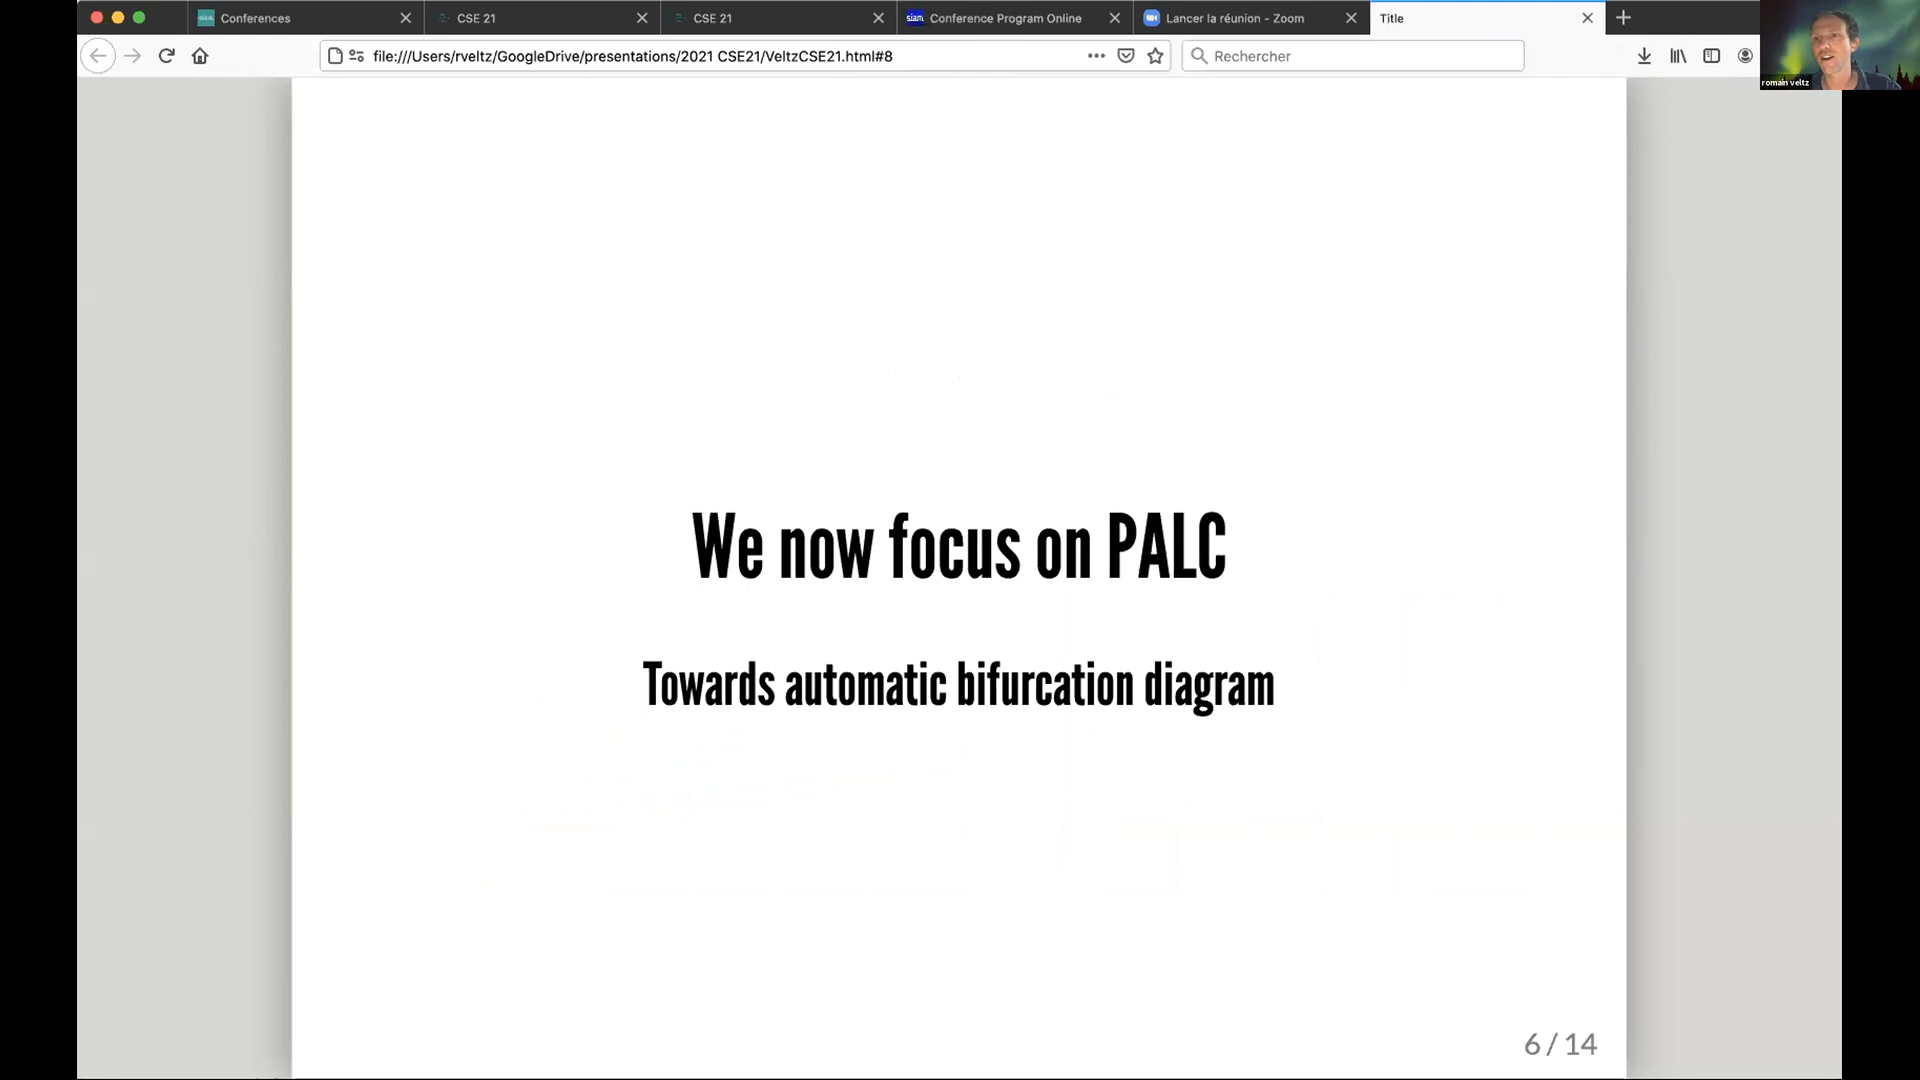 Conferences
CSE 21
CSE 21
siam Conference Program Online
Lancer la réunion - Zoom
Title
file:///Users/rveltz/GoogleDrive/presentations/2021 CSE21/VeltzCSE21.html#8
Rechercher
romain veltz
We now focus on PALC
Towards automatic bifurcation diagram
6 / 14